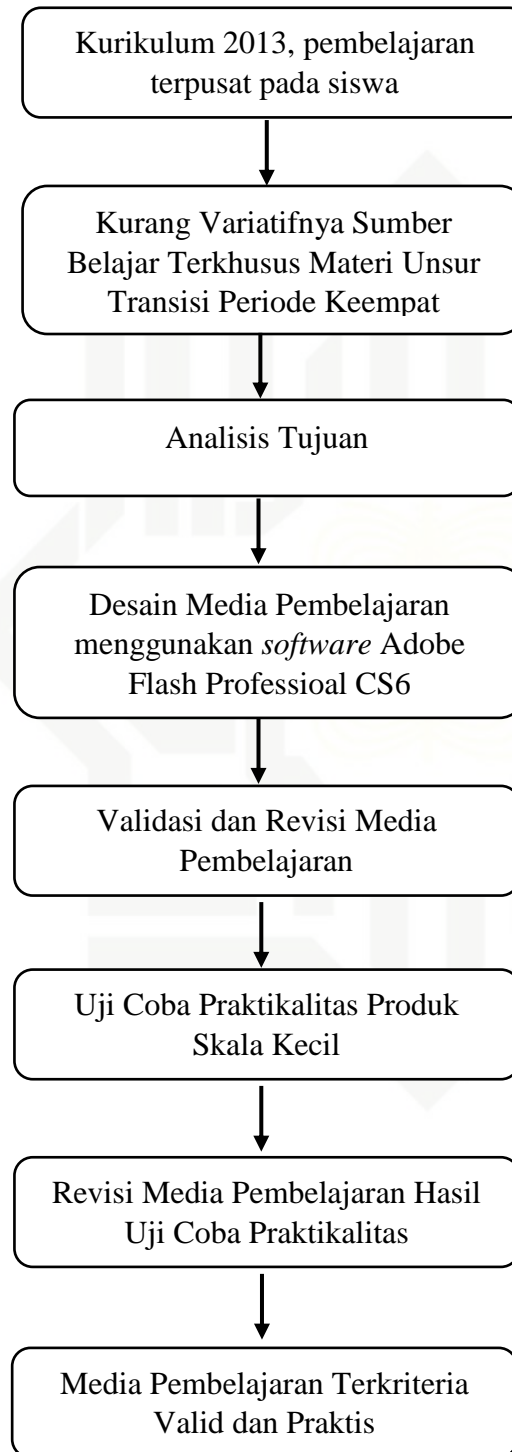 Kurikulum 2013, pembelajaran
terpusat pada siswa
Kurang Variatifnya Sumber
Belajar Terkhusus Materi Unsur
Transisi Periode Keempat
Analisis Tujuan
Desain Media Pembelajaran
menggunakan software Adobe
Flash Professioal CS6
Validasi dan Revisi Media
Pembelajaran
Uji Coba Praktikalitas Produk
Skala Kecil
Revisi Media Pembelajaran Hasil
Uji Coba Praktikalitas
Media Pembelajaran Terkriteria
Valid dan Praktis